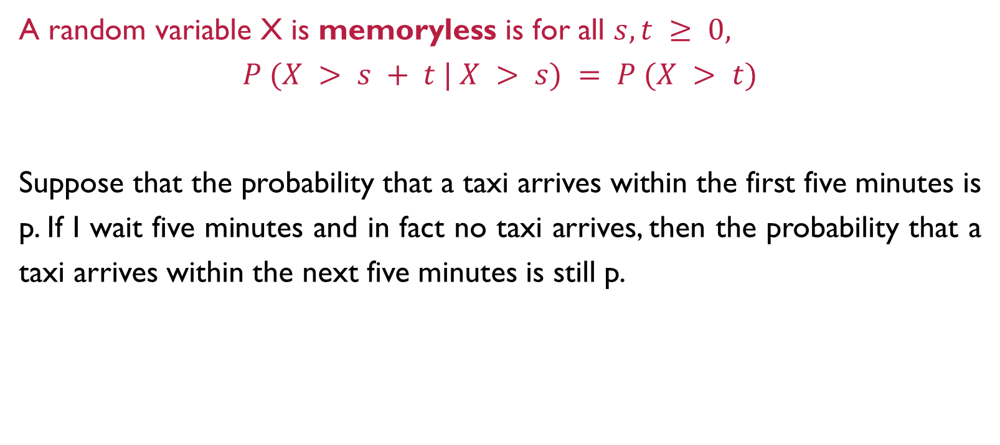 A random variable X is memoryless is for all s, t ≥ 0,
P (X > s + t | X > s) = P (X > t)
Suppose that the probability that a taxi arrives within the first five minutes is
p. If I wait five minutes and in fact no taxi arrives, then the probability that a
taxi arrives within the next five minutes is still p.